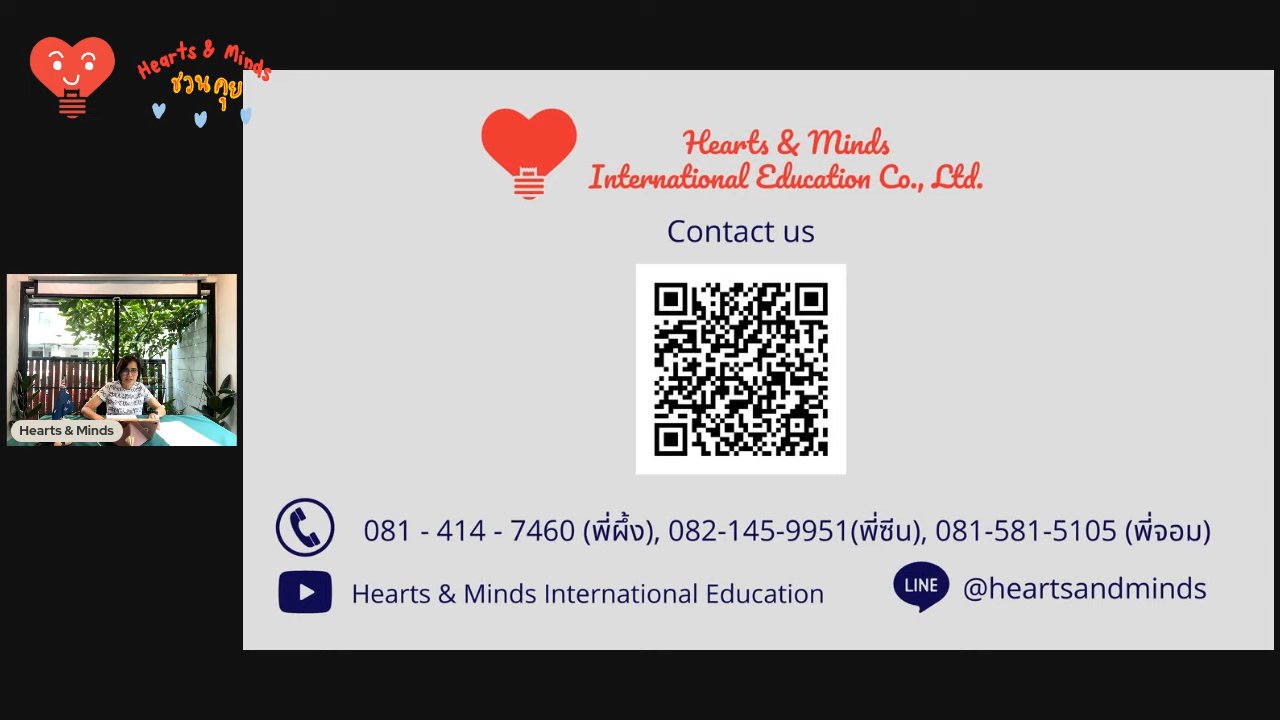 Hearts & Minds
ชวนคุย
Hearts & Minds
International Education Co., Ltd.
Contact us
Hearts & Minds
081 - 414 - 7460 (พี่ผึ้ง), 082-145-9951(พี่ซีน), 081-581-5105 (พี่จอม)
Hearts & Minds International Education
LINE @heartsandminds